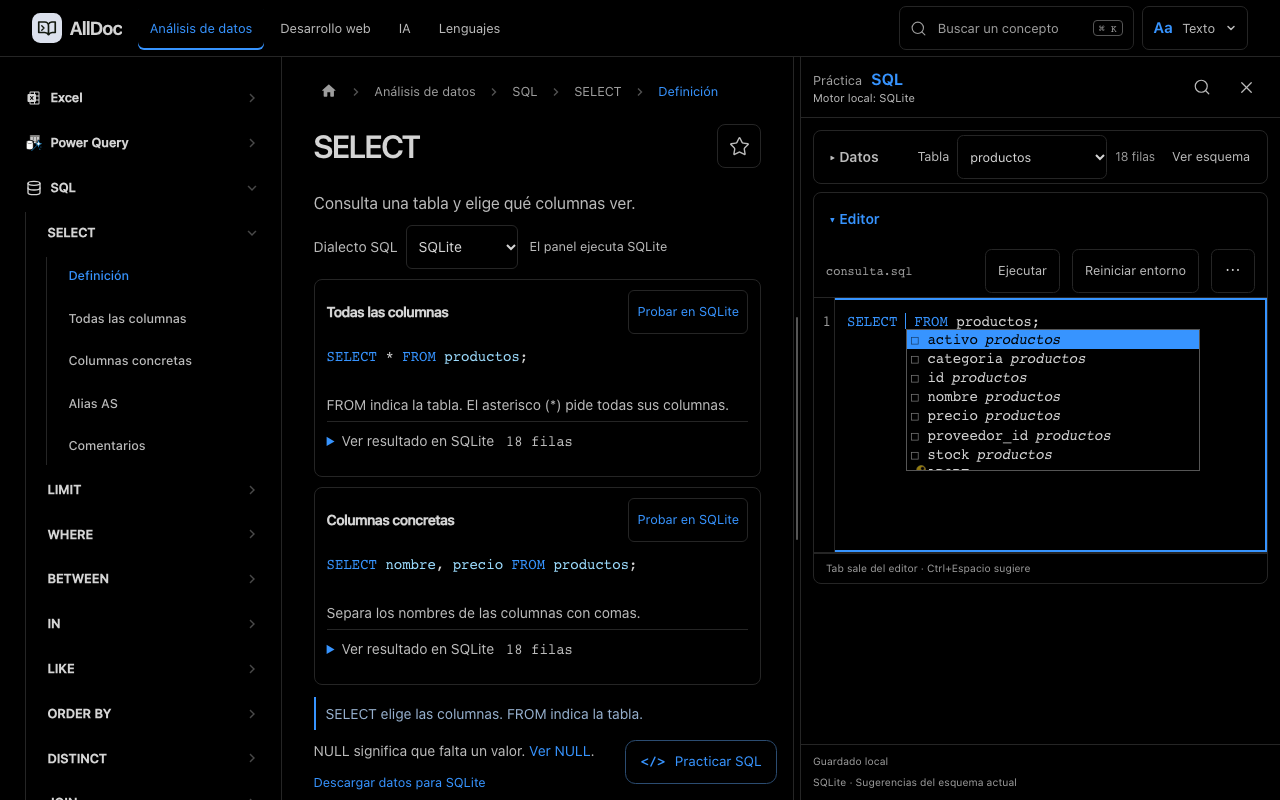 AllDoc
Análisis de datos
Desarrollo web
IA
Lenguajes
Buscar un concepto
⌘ K
Aa Texto
Excel
Power Query
SQL
SELECT
Definición
Todas las columnas
Columnas concretas
Alias AS
Comentarios
LIMIT
WHERE
BETWEEN
IN
LIKE
ORDER BY
DISTINCT
Análisis de datos > SQL > SELECT > Definición
SELECT
Consulta una tabla y elige qué columnas ver.
Dialecto SQL SQLite El panel ejecuta SQLite
Todas las columnas Probar en SQLite
SELECT * FROM productos;
FROM indica la tabla. El asterisco (*) pide todas sus columnas.
Ver resultado en SQLite 18 filas
Columnas concretas Probar en SQLite
SELECT nombre, precio FROM productos;
Separa los nombres de las columnas con comas.
Ver resultado en SQLite 18 filas
SELECT elige las columnas. FROM indica la tabla.
NULL significa que falta un valor. Ver NULL.
Descargar datos para SQLite
</> Practicar SQL
Práctica SQL
Motor local: SQLite
Datos Tabla productos 18 filas Ver esquema
Editor
consulta.sql Ejecutar Reiniciar entorno ...
1 SELECT FROM productos;
activo productos
categoria productos
id productos
nombre productos
precio productos
proveedor_id productos
stock productos
Tab sale del editor · Ctrl+Espacio sugiere
Guardado local
SQLite · Sugerencias del esquema actual